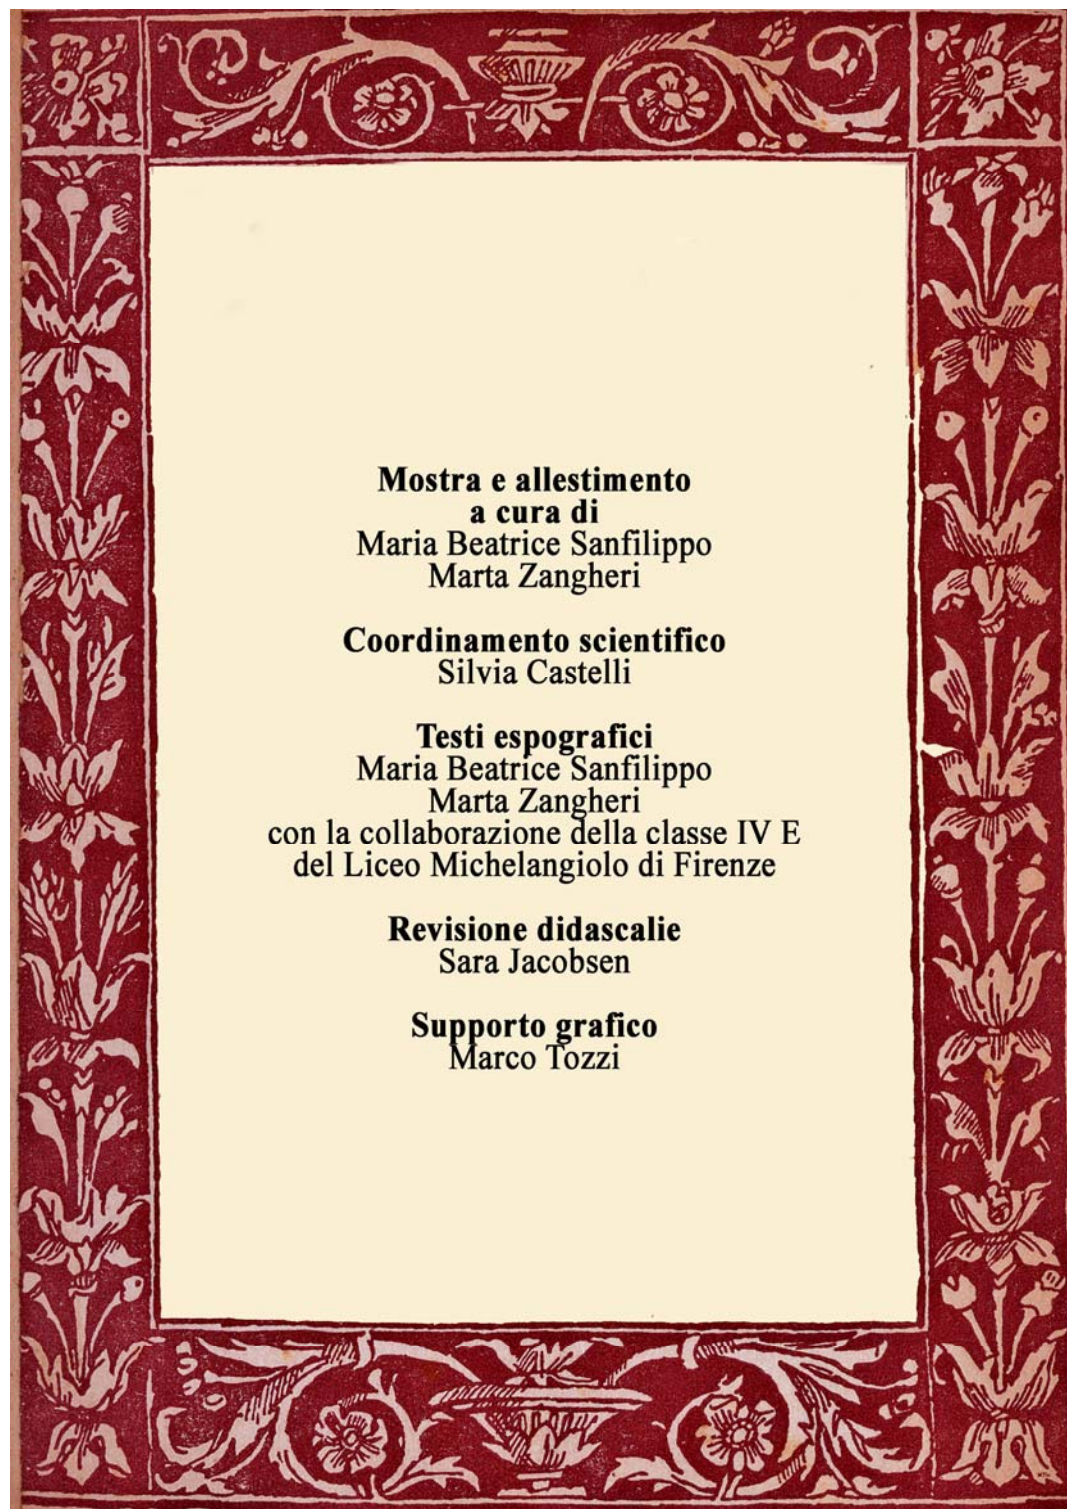 Mostra e allestimento
a cura di
Maria Beatrice Sanfilippo
Marta Zangheri
Coordinamento scientifico
Silvia Castelli
Testi espografici
Maria Beatrice Sanfilippo
Marta Zangheri
con la collaborazione della classe IV E
del Liceo Michelangiolo di Firenze
Revisione didascalie
Sara Jacobsen
Supporto grafico
Marco Tozzi